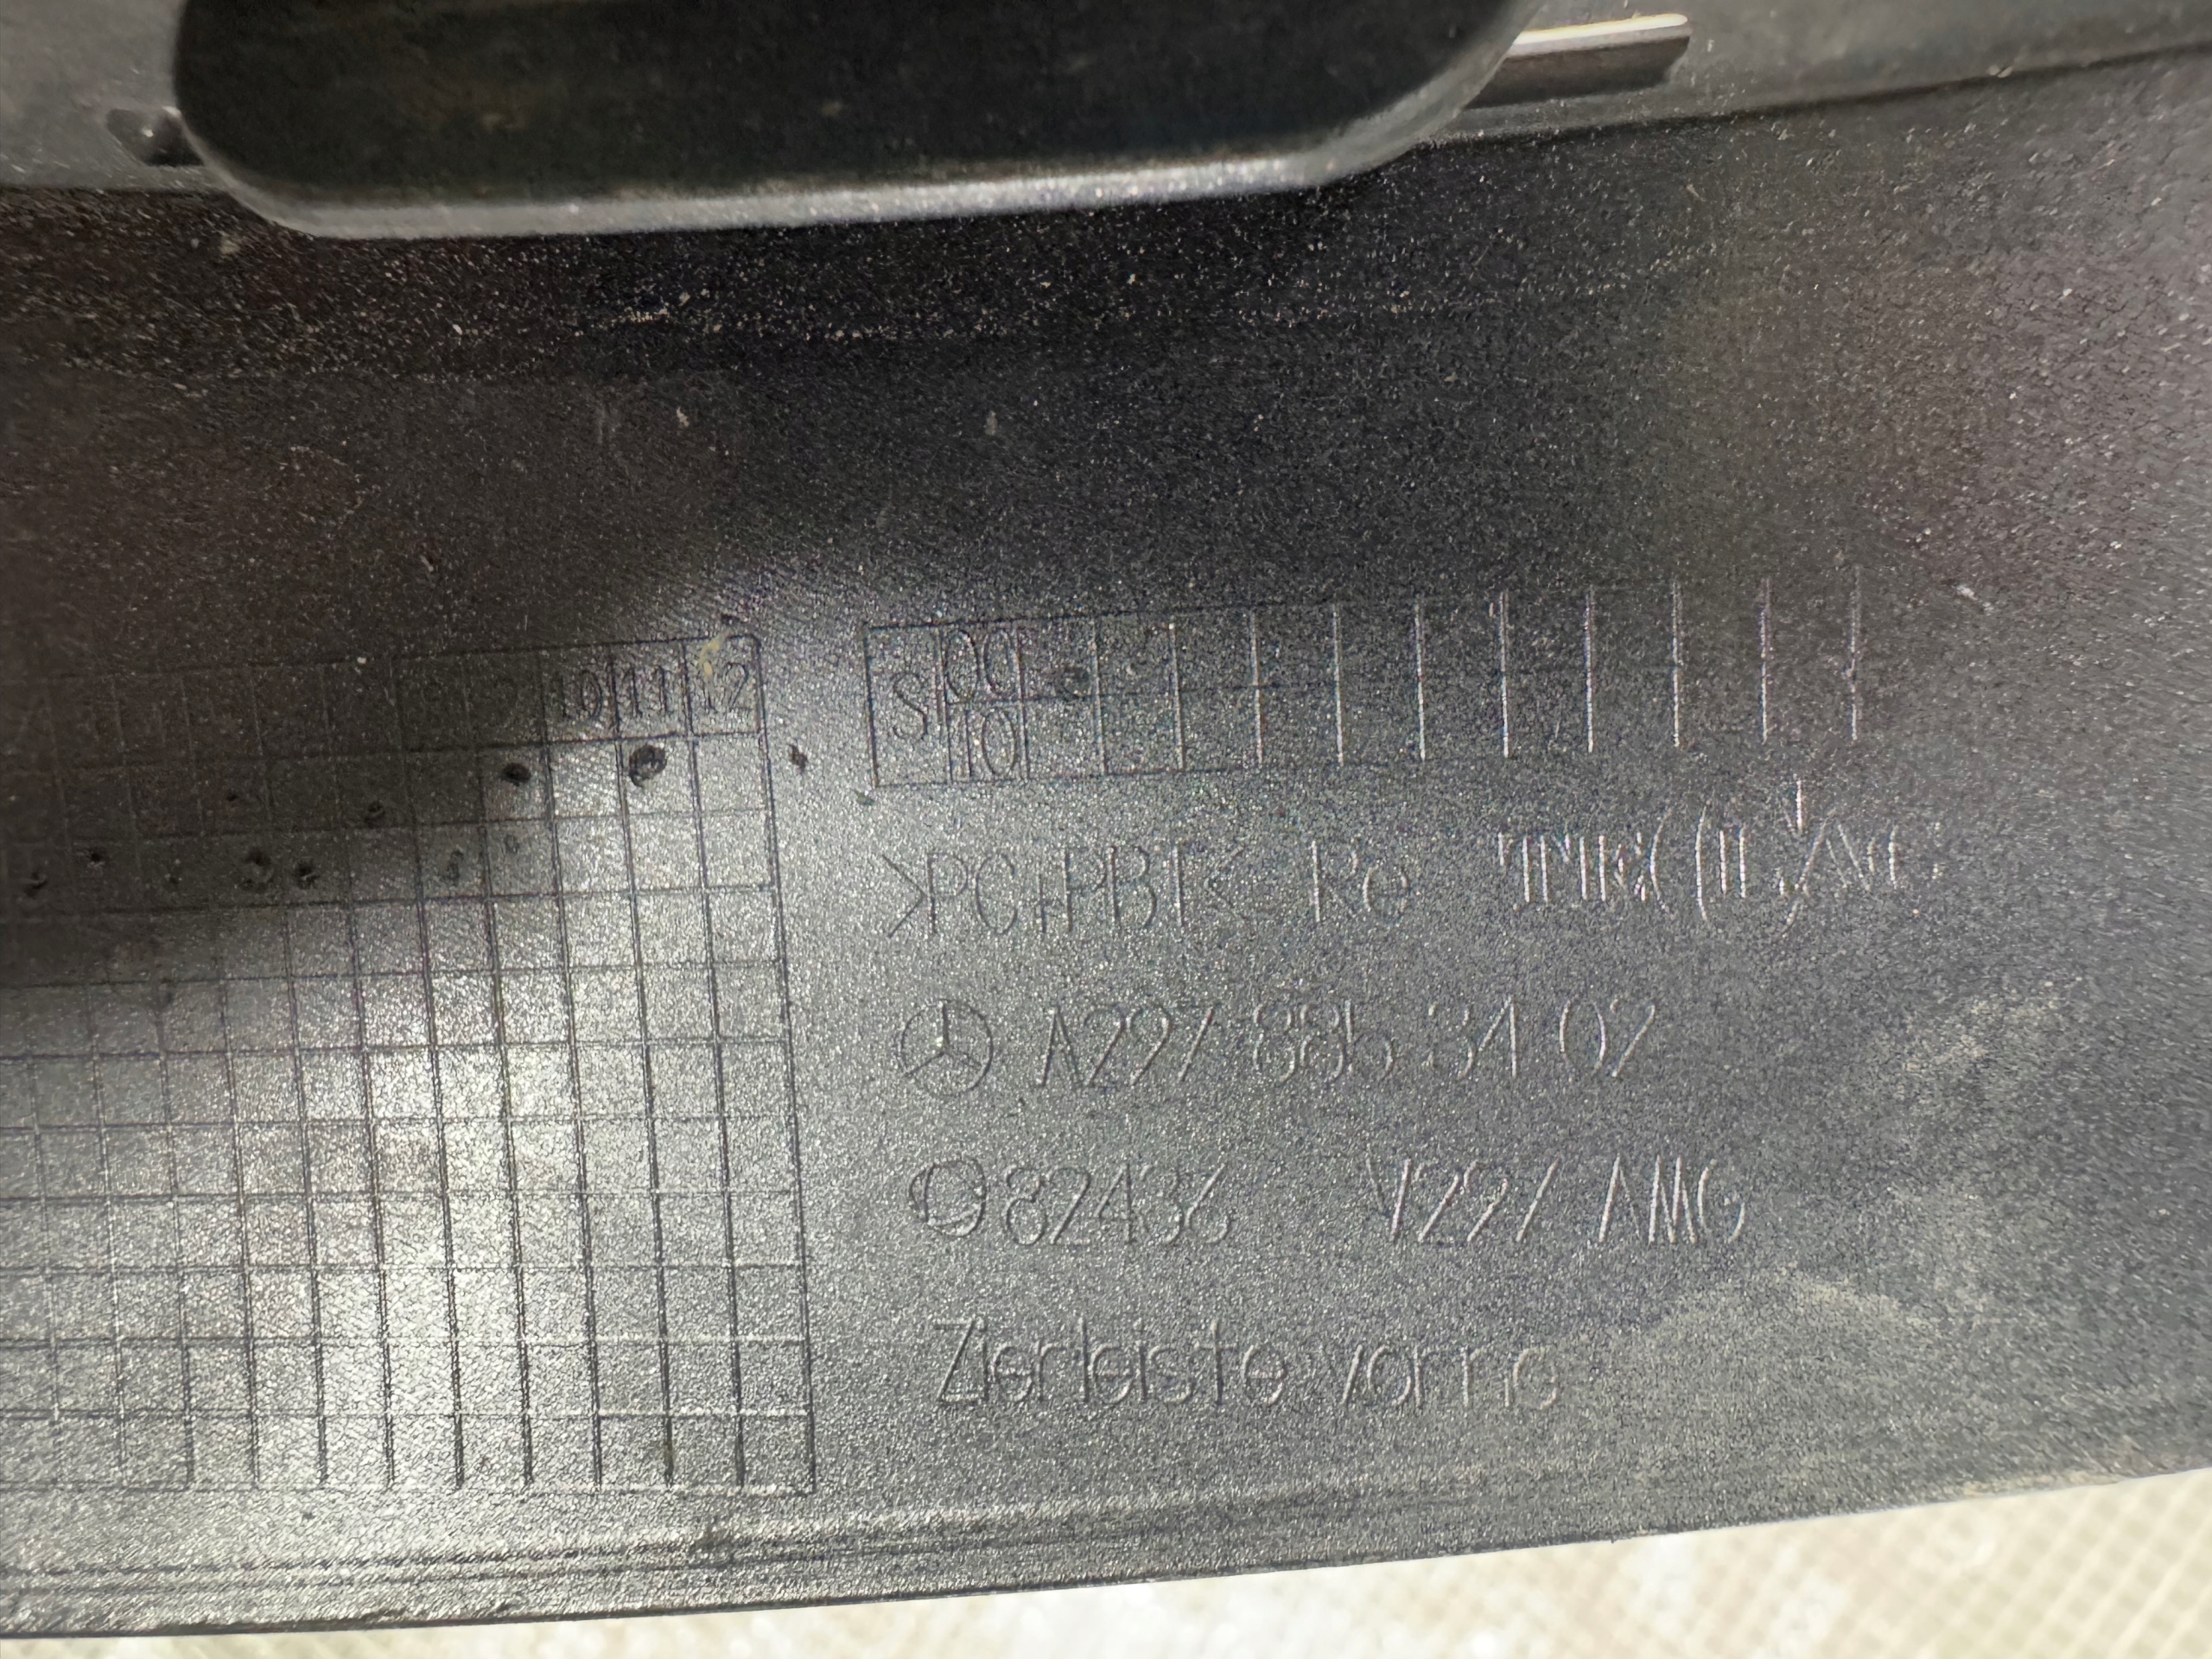 10 11 12
S 00
10
>PC+PBT< Re
A297 885 34 02
82436 V297 AMG
Zierleiste vorne